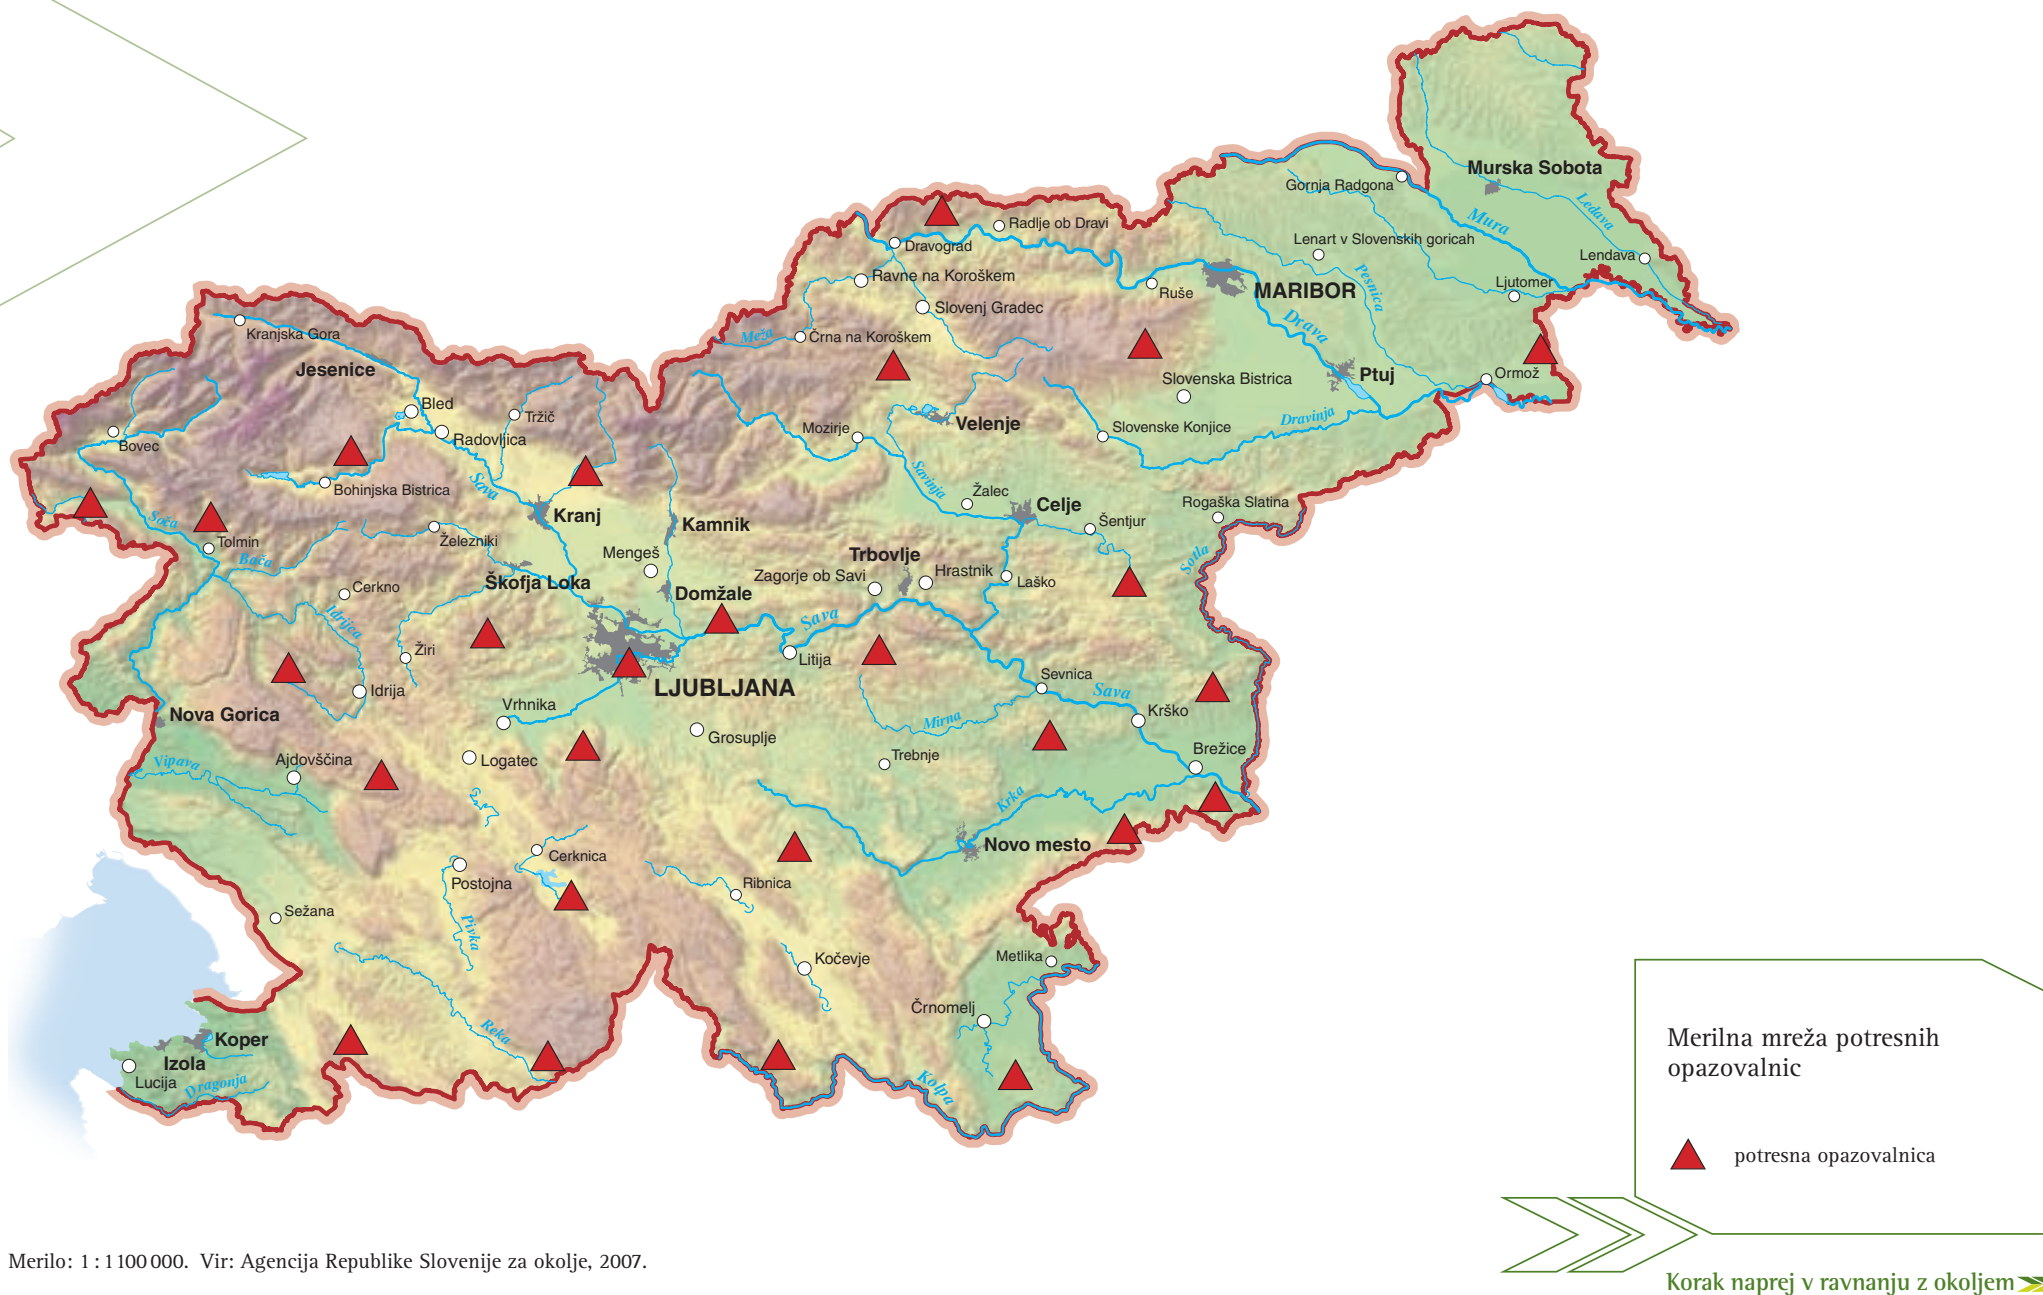 Murska Sobota
Gornja Radgona
Ledava
Mura
Radlje ob Dravi
Dravograd
Lenart v Slovenskih goricah
Lendava
Ravne na Koroškem
Pesnica
Ljutomer
Ruše
MARIBOR
Slovenj Gradec
Drava
Kranjska Gora
Meža
Črna na Koroškem
Jesenice
Slovenska Bistrica
Ptuj
Ormož
Bled
Tržič
Dravinja
Velenje
Mozirje
Slovenske Konjice
Radovljica
Bovec
Savinja
Sava
Bohinjska Bistrica
Žalec
Celje
Rogaška Slatina
Kranj
Kamnik
Šentjur
Soča
Tolmin
Železniki
Mengeš
Trbovlje
Sotla
Bača
Škofja Loka
Zagorje ob Savi
Hrastnik
Laško
Cerkno
Domžale
Idrijca
Sava
Žiri
Litija
Sevnica
Idrija
LJUBLJANA
Sava
Nova Gorica
Vrhnika
Mirna
Krško
Grosuplje
Brežice
Vipava
Ajdovščina
Logatec
Trebnje
Krka
Novo mesto
Cerknica
Postojna
Ribnica
Sežana
Pivka
Kočevje
Metlika
Črnomelj
Reka
Koper
Izola
Lucija
Dragonja
Kolpa
Merilna mreža potresnih
opazovalnic
potresna opazovalnica
Merilo: 1 : 1 100 000. Vir: Agencija Republike Slovenije za okolje, 2007.
Korak naprej v ravnanju z okoljem